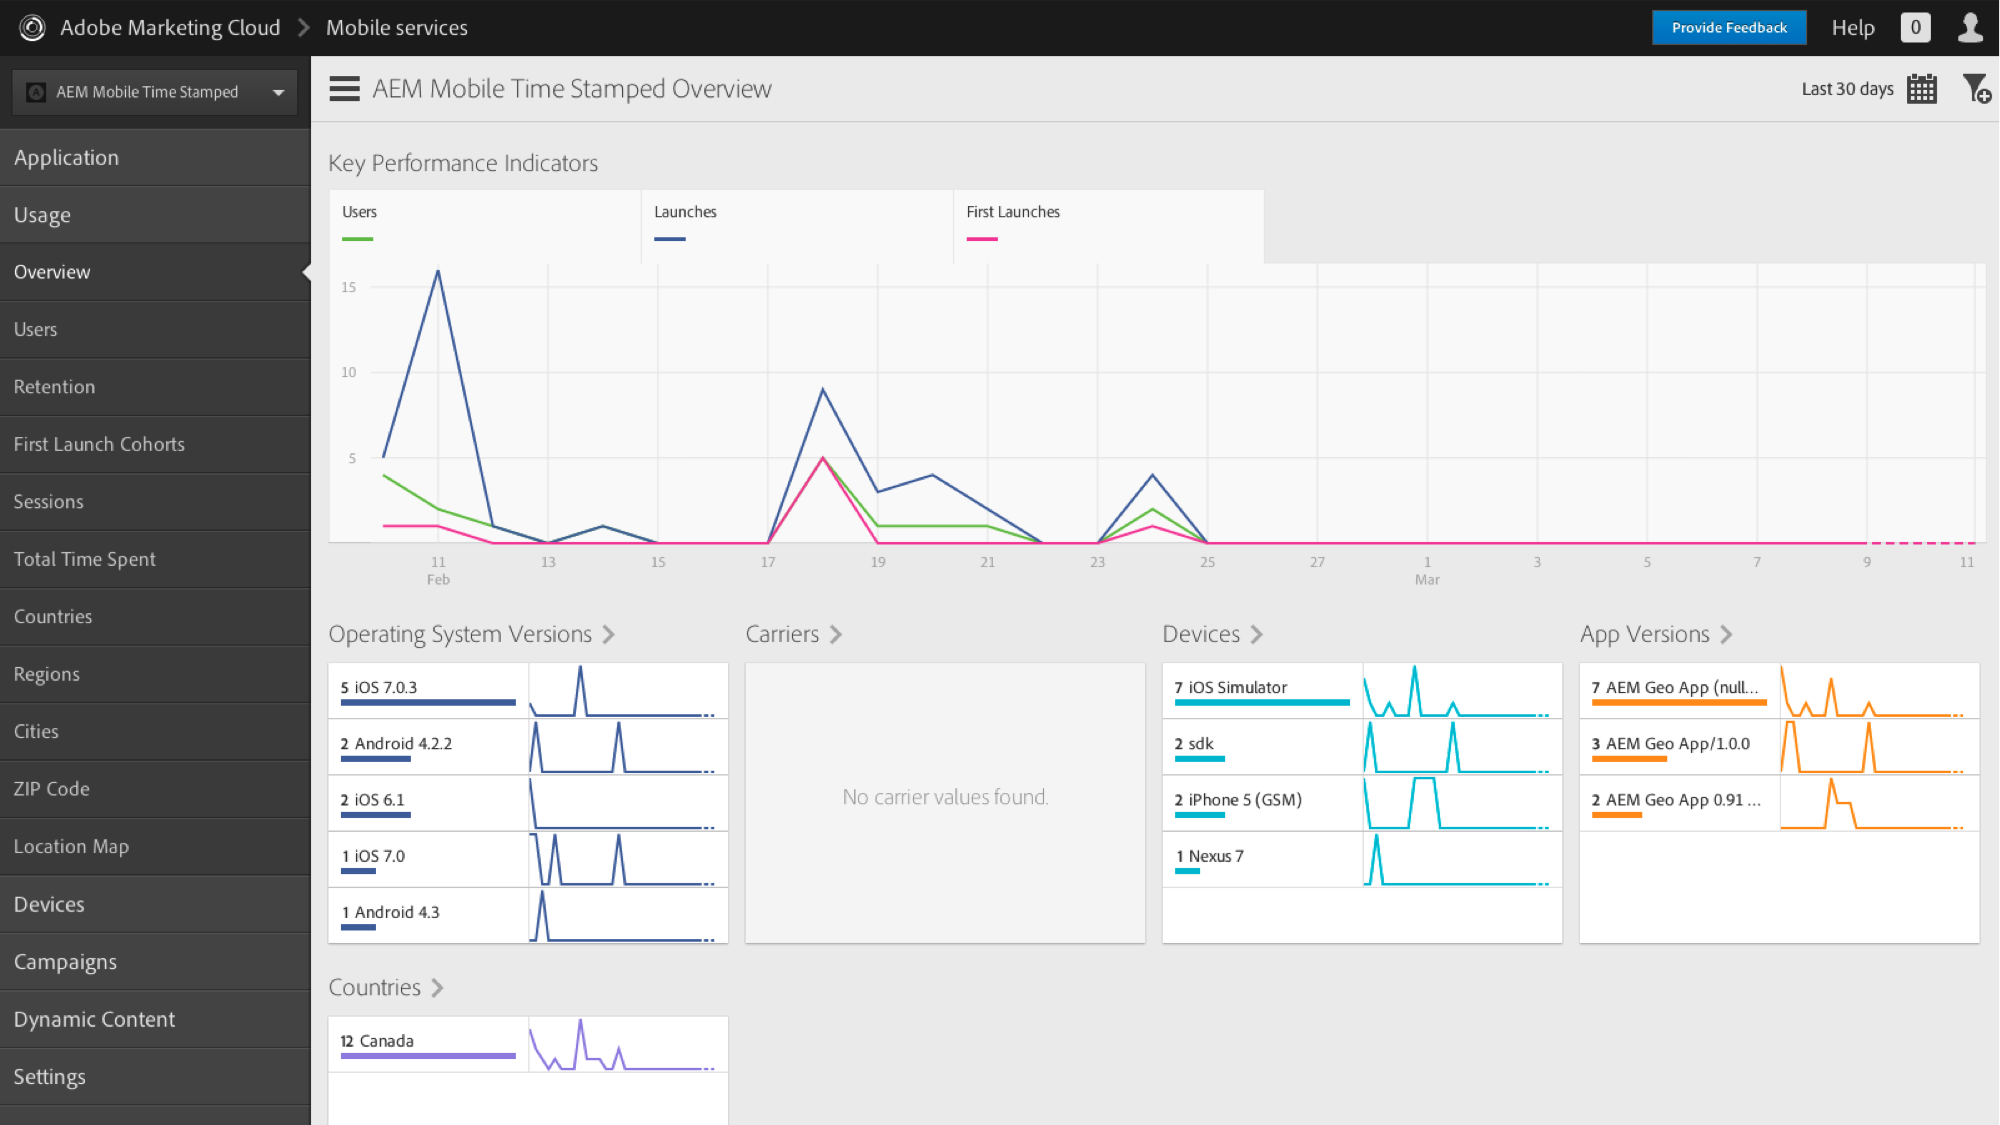 Adobe Marketing Cloud Mobile services
Provide Feedback Help 0
AEM Mobile Time Stamped
AEM Mobile Time Stamped Overview
Last 30 days
Application
Usage
Overview
Users
Retention
First Launch Cohorts
Sessions
Total Time Spent
Countries
Regions
Cities
ZIP Code
Location Map
Devices
Campaigns
Dynamic Content
Settings
Key Performance Indicators
Users Launches First Launches
15
10
5
11 13 15 17 19 21 23 25 27 1 3 5 7 9 11
Feb Mar
Operating System Versions
5 iOS 7.0.3
2 Android 4.2.2
2 iOS 6.1
1 iOS 7.0
1 Android 4.3
Carriers
No carrier values found.
Devices
7 iOS Simulator
2 sdk
2 iPhone 5 (GSM)
1 Nexus 7
App Versions
7 AEM Geo App (null...
3 AEM Geo App/1.0.0
2 AEM Geo App 0.91 ...
Countries
12 Canada